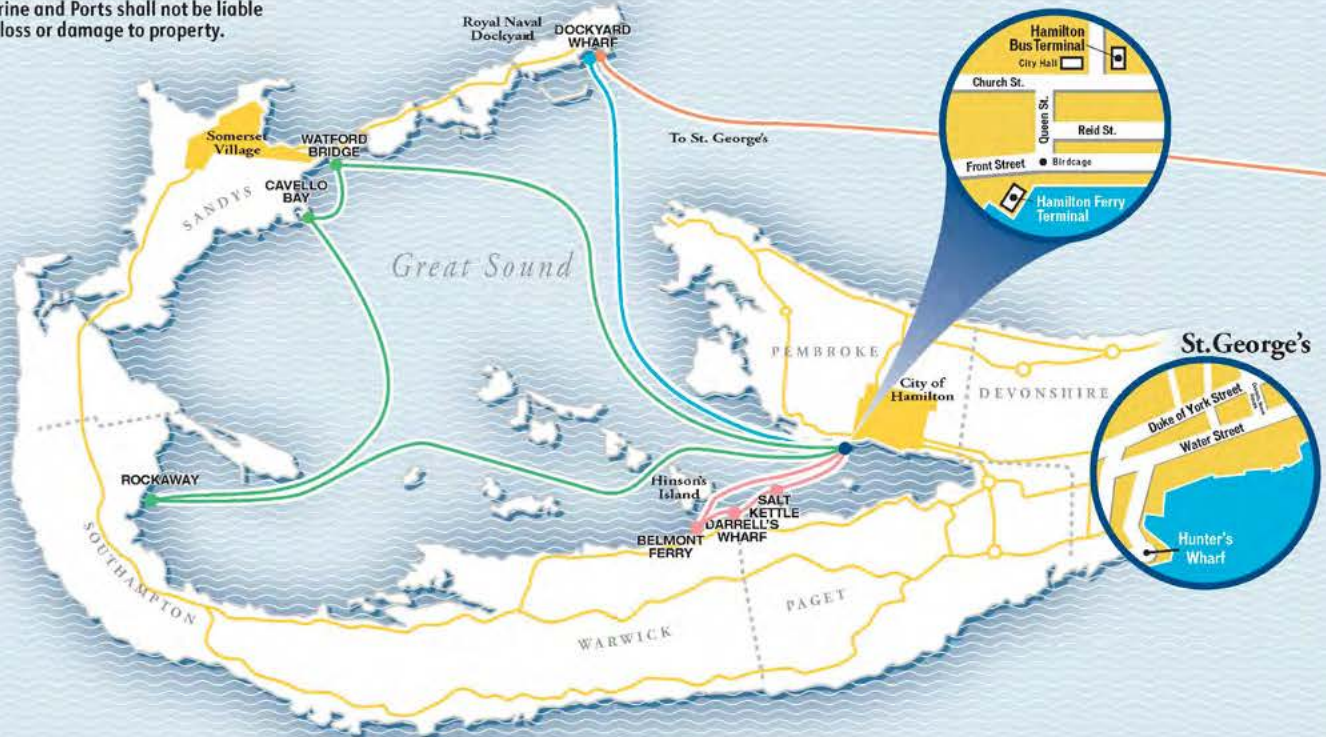 rine and Ports shall not be liable
loss or damage to property.
Royal Naval
Dockyard
DOCKYARD
WHARF
To St. George's
Somerset
Village
WATFORD
BRIDGE
CAVELLO
BAY
SANDYS
Great Sound
Hamilton
Bus Terminal
City Hall
Church St.
Queen St.
Reid St.
Front Street
Birdcage
Hamilton Ferry
Terminal
PEMBROKE
City of
Hamilton
DEVONSHIRE
St.George's
Duke of York Street
Water Street
Hunter's
Wharf
ROCKAWAY
Hinson's
Island
SALT
KETTLE
DARRELL'S
WHARF
BELMONT
FERRY
SOUTHAMPTON
WARWICK
PAGET